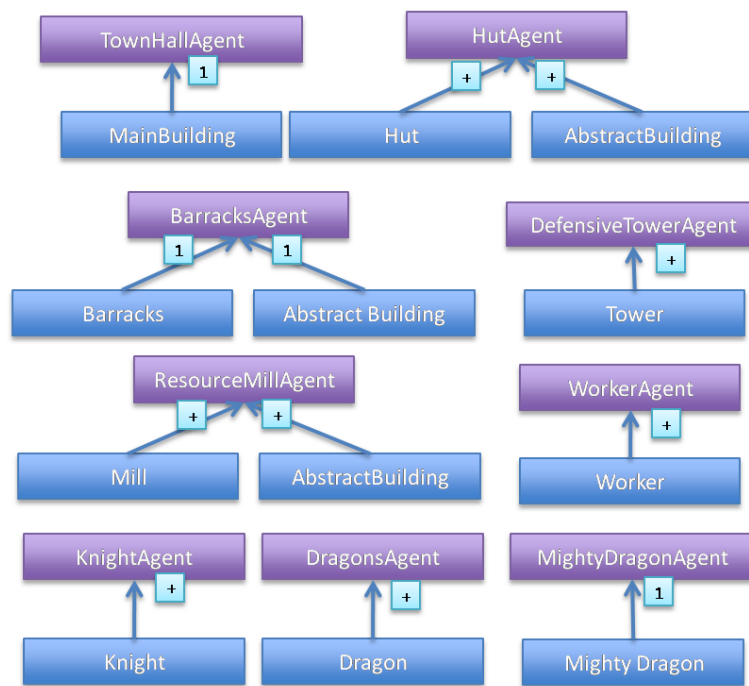 TownHallAgent
HutAgent
1
+
+
MainBuilding
Hut
AbstractBuilding
BarracksAgent
DefensiveTowerAgent
1
1
+
Barracks
Abstract Building
Tower
ResourceMillAgent
WorkerAgent
+
+
+
Mill
AbstractBuilding
Worker
KnightAgent
DragonsAgent
MightyDragonAgent
+
+
1
Knight
Dragon
Mighty Dragon